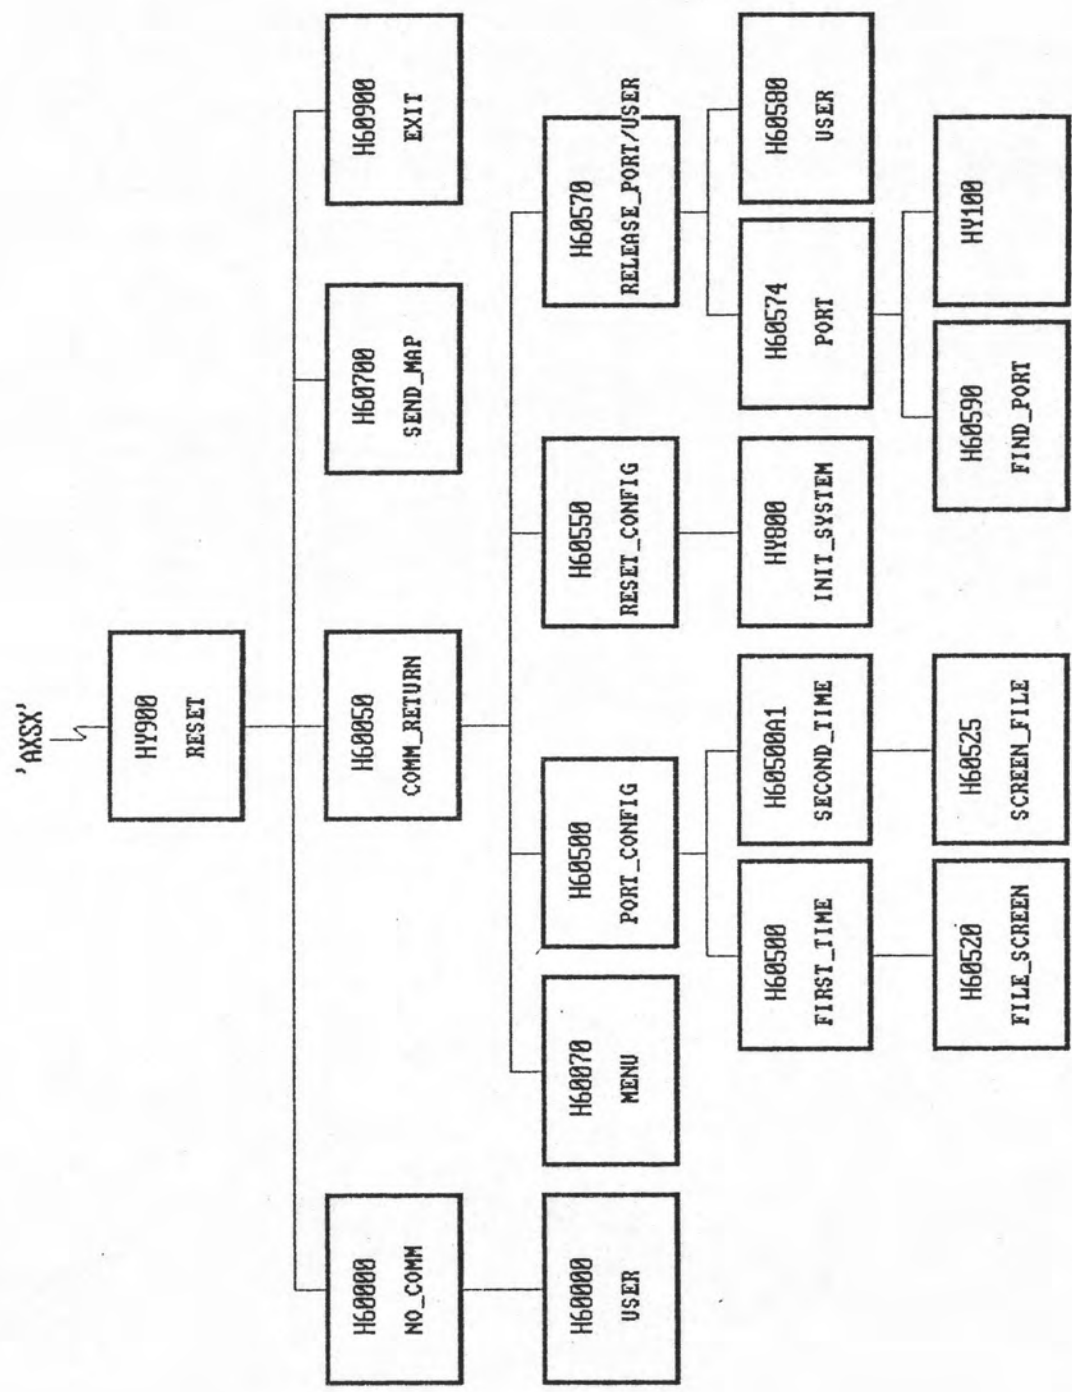 'AXSX'
HY900
RESET
H60000
NO_COMM
H60050
COMM_RETURN
H60700
SEND_MAP
H60900
EXIT
H60000
USER
H60070
MENU
H60500
PORT_CONFIG
H60550
RESET_CONFIG
H60570
RELEASE_PORT/USER
H60500
FIRST_TIME
H60500A1
SECOND_TIME
HY800
INIT_SYSTEM
H60574
PORT
H60580
USER
H60520
FILE_SCREEN
H60525
SCREEN_FILE
H60590
FIND_PORT
HY100